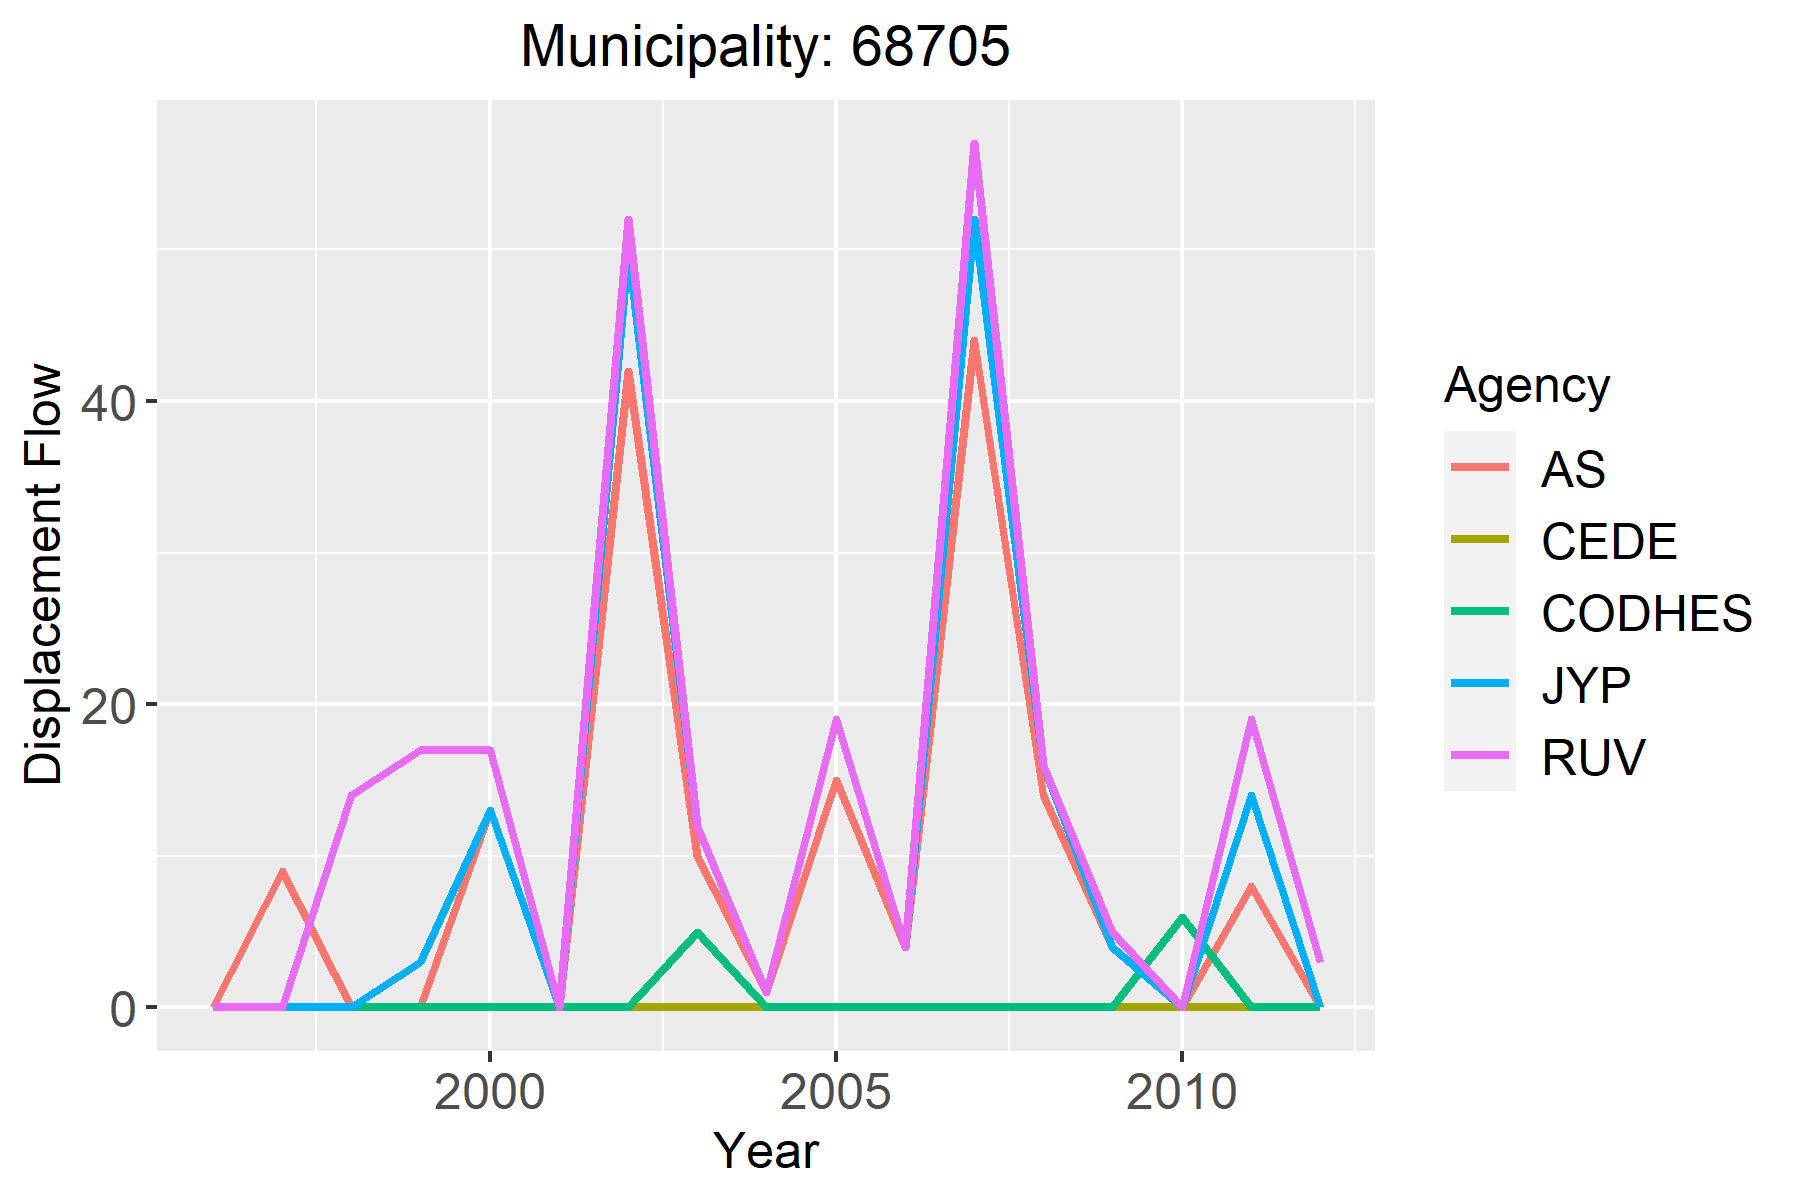 Municipality: 68705
Displacement Flow
40
20
0
2000 2005 2010
Year
Agency
AS
CEDE
CODHES
JYP
RUV